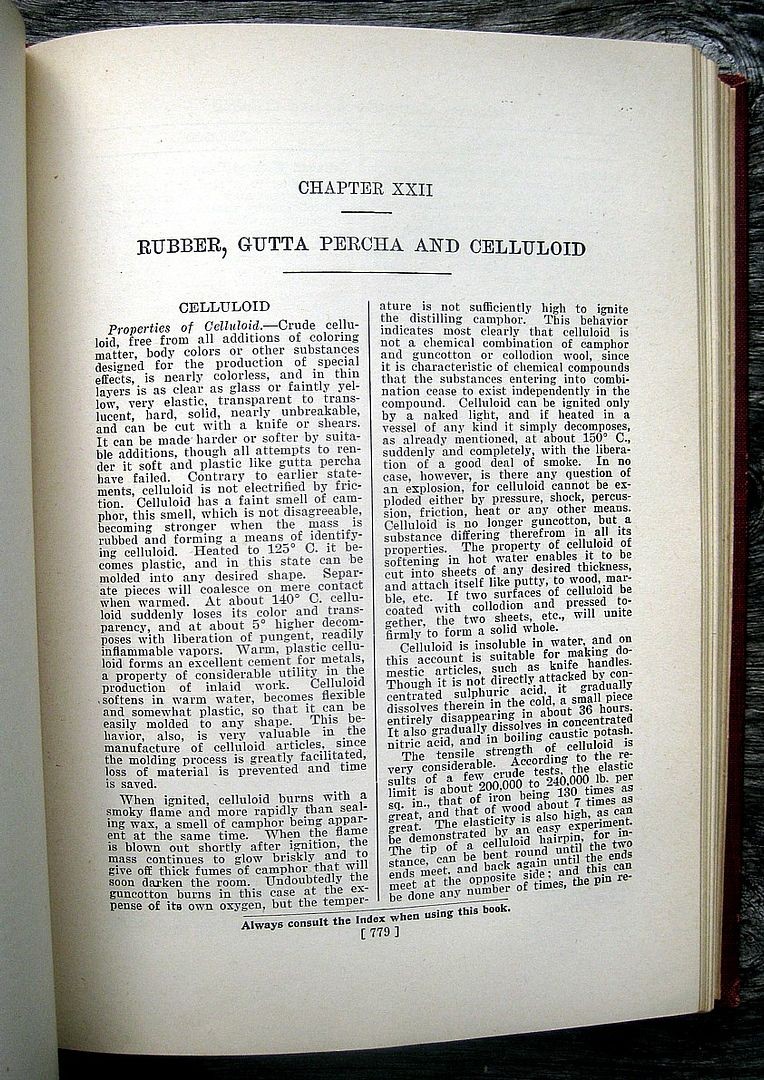 CHAPTER XXII
RUBBER, GUTTA PERCHA AND CELLULOID
CELLULOID
Properties of Celluloid.—Crude cellu-
loid, free from all additions of coloring
matter, body colors or other substances
designed for the production of special
effects, is nearly colorless, and in thin
layers is as clear as glass or faintly yel-
low, very elastic, transparent to trans-
lucent, hard, solid, nearly unbreakable,
and can be cut with a knife or shears.
It can be made harder or softer by suita-
ble additions, though all attempts to ren-
der it soft and plastic like gutta percha
have failed. Contrary to earlier state-
ments, celluloid is not electrified by fric-
tion. Celluloid has a faint smell of cam-
phor, this smell, which is not disagreeable,
becoming stronger when the mass is
rubbed and forming a means of identify-
ing celluloid. Heated to 125° C. it be-
comes plastic, and in this state can be
molded into any desired shape. Separ-
ate pieces will coalesce on mere contact
when warmed. At about 140° C. cellu-
loid suddenly loses its color and trans-
parency, and at about 5° higher decom-
poses with liberation of pungent, readily
inflammable vapors. Warm, plastic cellu-
loid forms an excellent cement for metals,
a property of considerable utility in the
production of inlaid work. Celluloid
softens in warm water, becomes flexible
and somewhat plastic, so that it can be
easily molded to any shape. This be-
havior, also, is very valuable in the
manufacture of celluloid articles, since
the molding process is greatly facilitated,
loss of material is prevented and time
is saved.
When ignited, celluloid burns with a
smoky flame and more rapidly than seal-
ing wax, a smell of camphor being appar-
ent at the same time. When the flame
is blown out shortly after ignition, the
mass continues to glow briskly and to
give off thick fumes of camphor that will
soon darken the room. Undoubtedly the
guncotton burns in this case at the ex-
pense of its own oxygen, but the temper-
ature is not sufficiently high to ignite
the distilling camphor. This behavior
indicates most clearly that celluloid is
not a chemical combination of camphor
and guncotton or collodion wool, since
it is characteristic of chemical compounds
that the substances entering into combi-
nation cease to exist independently in the
compound. Celluloid can be ignited only
by a naked light, and if heated in a
vessel of any kind it simply decomposes,
as already mentioned, at about 150° C.,
suddenly and completely, with the libera-
tion of a good deal of smoke. In no
case, however, is there any question of
an explosion, for celluloid cannot be ex-
ploded either by pressure, shock, percus-
sion, friction, heat or any other means.
Celluloid is no longer guncotton, but a
substance differing therefrom in all its
properties. The property of celluloid of
softening in hot water enables it to be
cut into sheets of any desired thickness,
and attach itself like putty, to wood, mar-
ble, etc. If two surfaces of celluloid be
coated with collodion and pressed to-
gether, the two sheets, etc., will unite
firmly to form a solid whole.
Celluloid is insoluble in water, and on
this account is suitable for making do-
mestic articles, such as knife handles.
Though it is not directly attacked by con-
centrated sulphuric acid, it gradually
dissolves therein in the cold, a small piece
entirely disappearing in about 36 hours.
It also gradually dissolves in concentrated
nitric acid, and in boiling caustic potash.
The tensile strength of celluloid is
very considerable. According to the re-
sults of a few crude tests, the elastic
limit is about 200,000 to 240,000 lb. per
sq. in., that of iron being 130 times as
great, and that of wood about 7 times as
great. The elasticity is also high, as can
be demonstrated by an easy experiment.
The tip of a celluloid hairpin, for in-
stance, can be bent round until the two
ends meet, and back again until the ends
meet at the opposite side; and this can
be done any number of times, the pin re-
Always consult the Index when using this book.
[ 779 ]